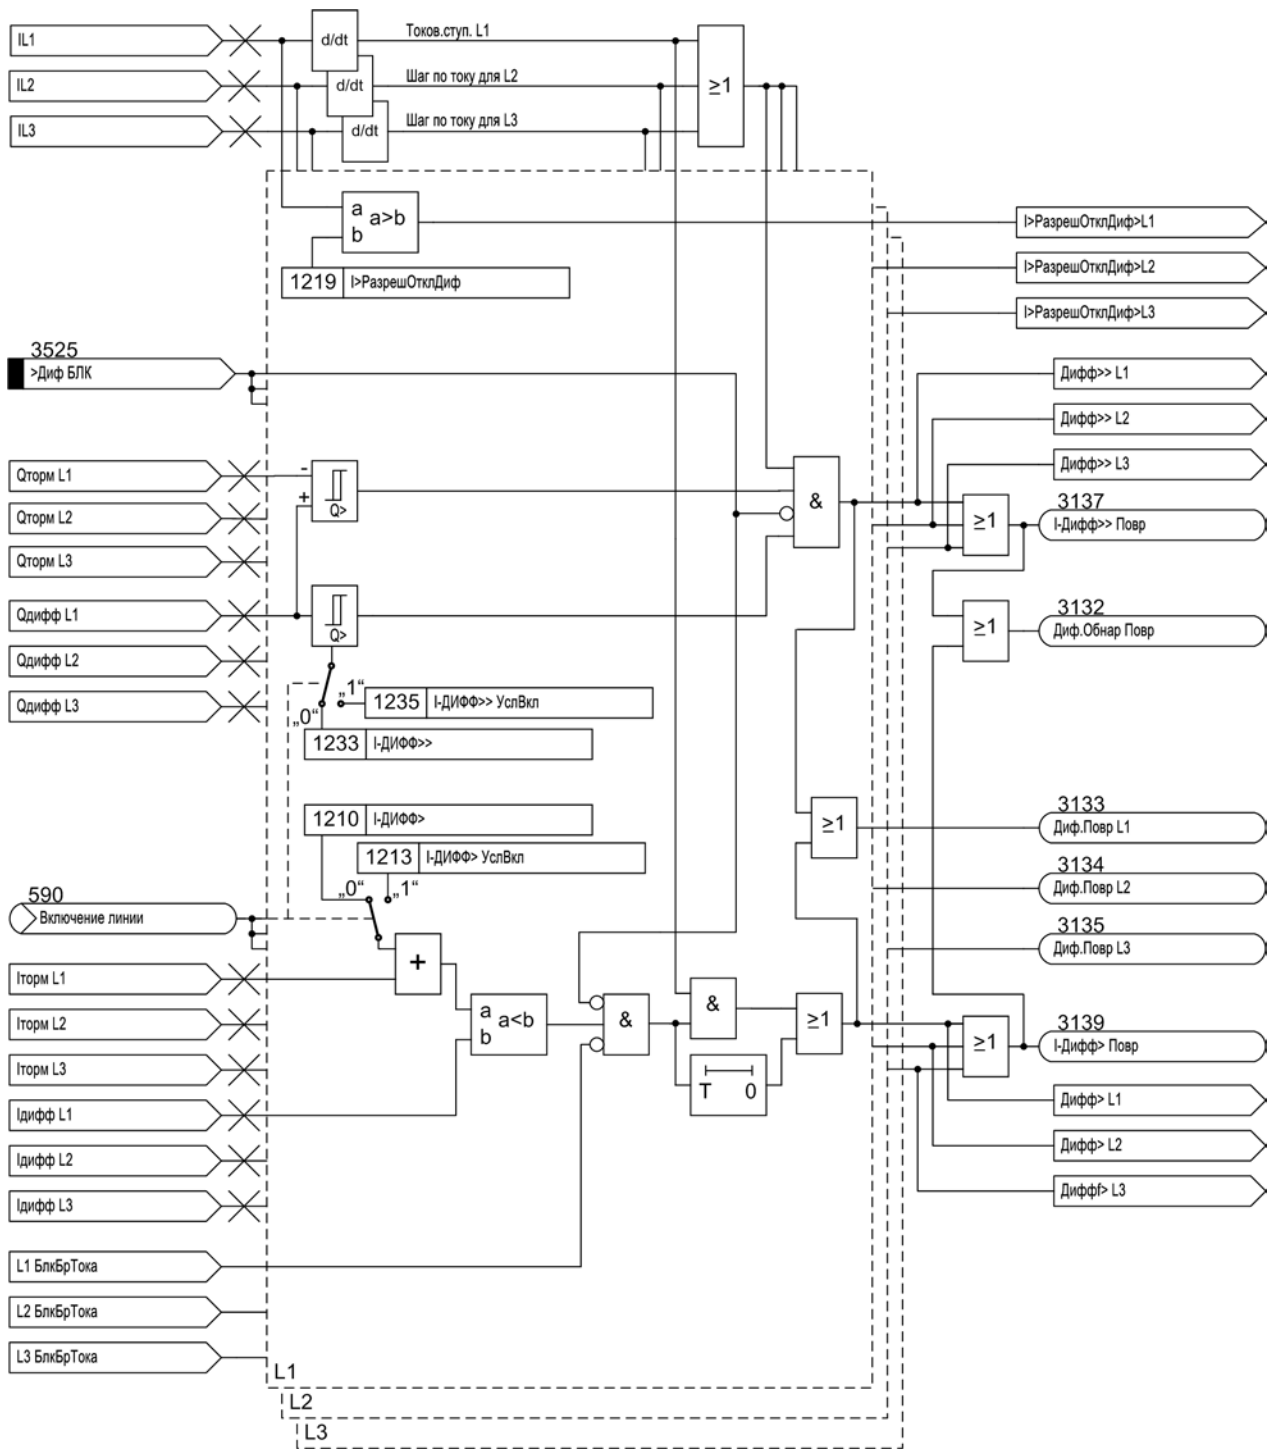 IL1
d/dt
Токов.ступ. L1
≥1
IL2
d/dt
Шаг по току для L2
IL3
d/dt
Шаг по току для L3
a
b
a>b
I>РазрешОтклДиф>L1
1219 I>РазрешОтклДиф
I>РазрешОтклДиф>L2
I>РазрешОтклДиф>L3
3525
>Диф БЛК
Дифф>> L1
Дифф>> L2
Дифф>> L3
Qторм L1
-
+
Q>
&
3137
≥1
I-Дифф>> Повр
Qторм L2
Qторм L3
Qдифф L1
Q>
3132
≥1
Диф.Обнар Повр
Qдифф L2
Qдифф L3
„1“
1235 I-ДИФФ>> УслВкл
„0“
1233 I-ДИФФ>>
1210 I-ДИФФ>
≥1
3133
Диф.Повр L1
1213 I-ДИФФ> УслВкл
„0“ „1“
3134
Диф.Повр L2
590
Включение линии
3135
Диф.Повр L3
+
Iторм L1
Iторм L2
a
b
a<b
&
&
≥1
3139
≥1
I-Дифф> Повр
Iторм L3
T 0
Iдифф L1
Дифф> L1
Iдифф L2
Дифф> L2
Iдифф L3
Диффf> L3
L1 БлкБрТока
L2 БлкБрТока
L3 БлкБрТока
L1
L2
L3